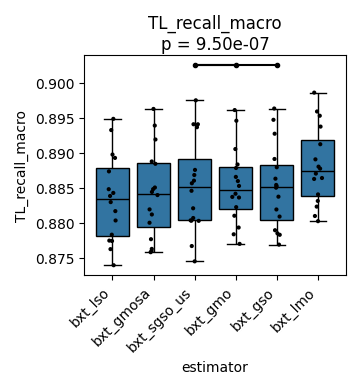 TL_recall_macro
p = 9.50e-07
TL_recall_macro
0.900
0.895
0.890
0.885
0.880
0.875
bxt_lso
bxt_gmosa
bxt_sgso_us
bxt_gmo
bxt_gso
bxt_lmo
estimator